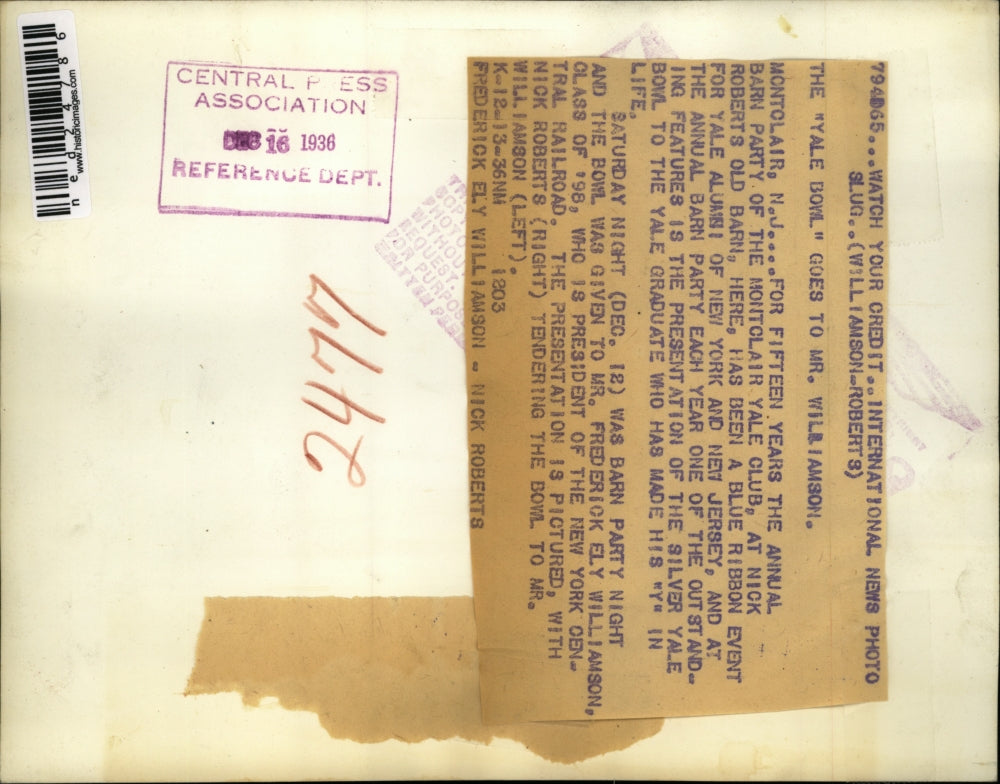 794065...WATCH YOUR CREDIT..INTERNATIONAL NEWS PHOTO
SLUG..(WILLIAMSON-ROBERTS)
THE "YALE BOWL" GOES TO MR. WILLIAMSON.
MONTCLAIR, N.J....FOR FIFTEEN YEARS THE ANNUAL
BARN PARTY OF THE MONTCLAIR YALE CLUB, AT NICK
ROBERTS OLD BARN, HERE, HAS BEEN A BLUE RIBBON EVENT
FOR YALE ALUMNI OF NEW YORK AND NEW JERSEY, AND AT
THE ANNUAL BARN PARTY EACH YEAR ONE OF THE OUTSTAND-
ING FEATURES IS THE PRESENTATION OF THE SILVER YALE
BOWL TO THE YALE GRADUATE WHO HAS MADE HIS "Y" IN
LIFE.
SATURDAY NIGHT (DEC. 12) WAS BARN PARTY NIGHT
AND THE BOWL WAS GIVEN TO MR. FREDERICK ELY WILLIAMSON,
CLASS OF '98, WHO IS PRESIDENT OF THE NEW YORK CEN-
TRAL RAILROAD. THE PRESENTATION IS PICTURED, WITH
NICK ROBERTS (RIGHT) TENDERING THE BOWL TO MR.
WILLIAMSON (LEFT).
K-12-13-36NM 1203
FREDERICK ELY WILLIAMSON - NICK ROBERTS
CENTRAL PRESS
ASSOCIATION
DEC 16 1936
REFERENCE DEPT.
www.historicimages.com
ned24786